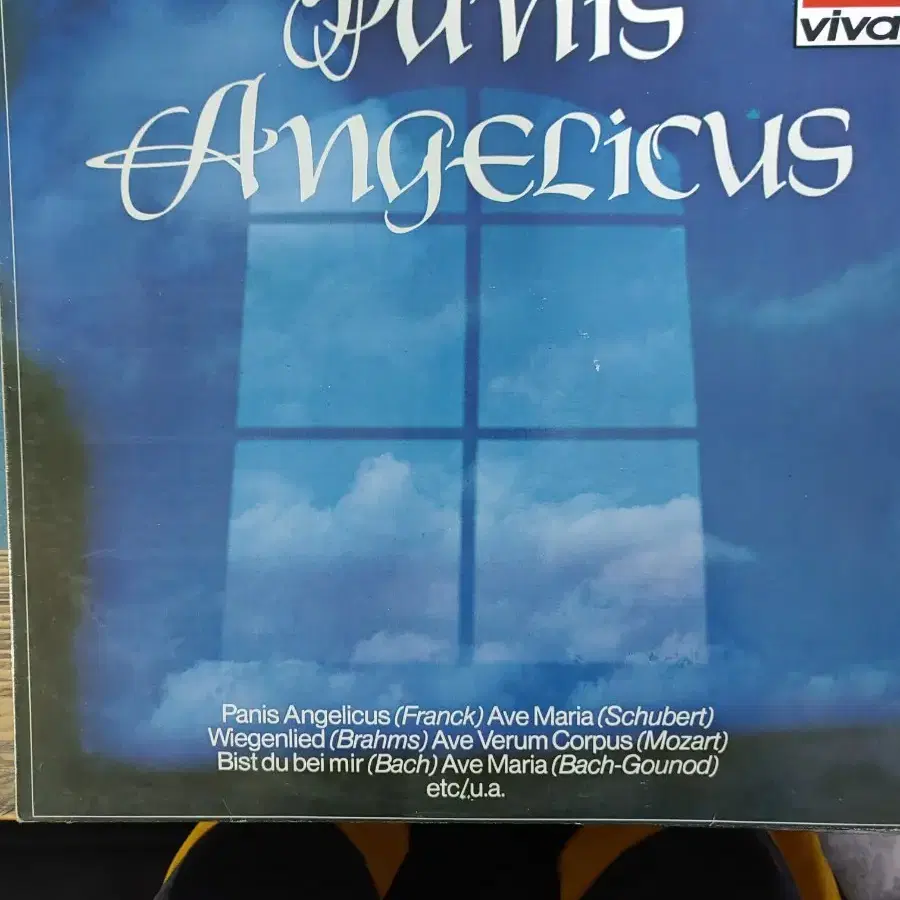 viva
Panis
Angelicus
Panis Angelicus (Franck) Ave Maria (Schubert)
Wiegenlied (Brahms) Ave Verum Corpus (Mozart)
Bist du bei mir (Bach) Ave Maria (Bach-Gounod)
etc/.u.a.